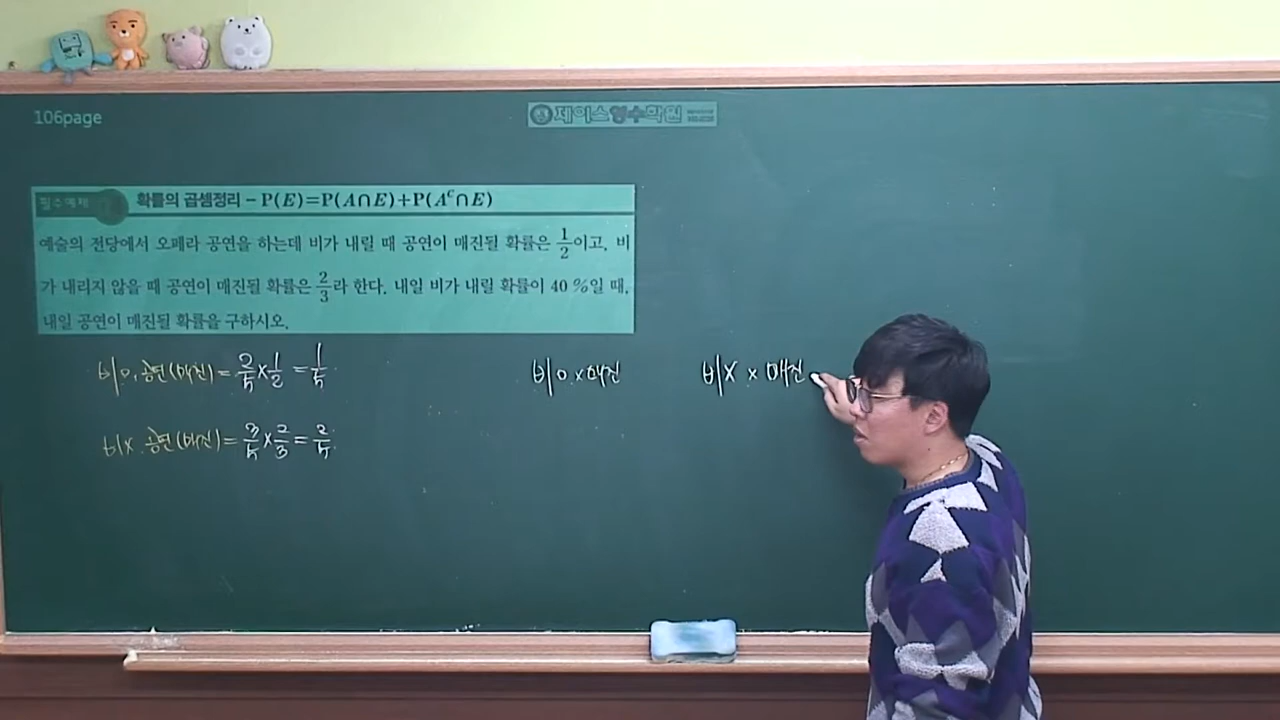 106page
제이스영수학원
필수예제
확률의 곱셈정리 – P(E)=P(A∩E)+P(Aᶜ∩E)
예술의 전당에서 오페라 공연을 하는데 비가 내릴 때 공연이 매진될 확률은 1/2이고, 비
가 내리지 않을 때 공연이 매진될 확률은 2/3라 한다. 내일 비가 내릴 확률이 40 %일 때,
내일 공연이 매진될 확률을 구하시오.
비 o, 공연(매진) = 2/5 × 1/2 = 1/5
비 x. 공연(매진) = 3/5 × 2/3 = 2/5
비 o × 매진
비 X × 매진